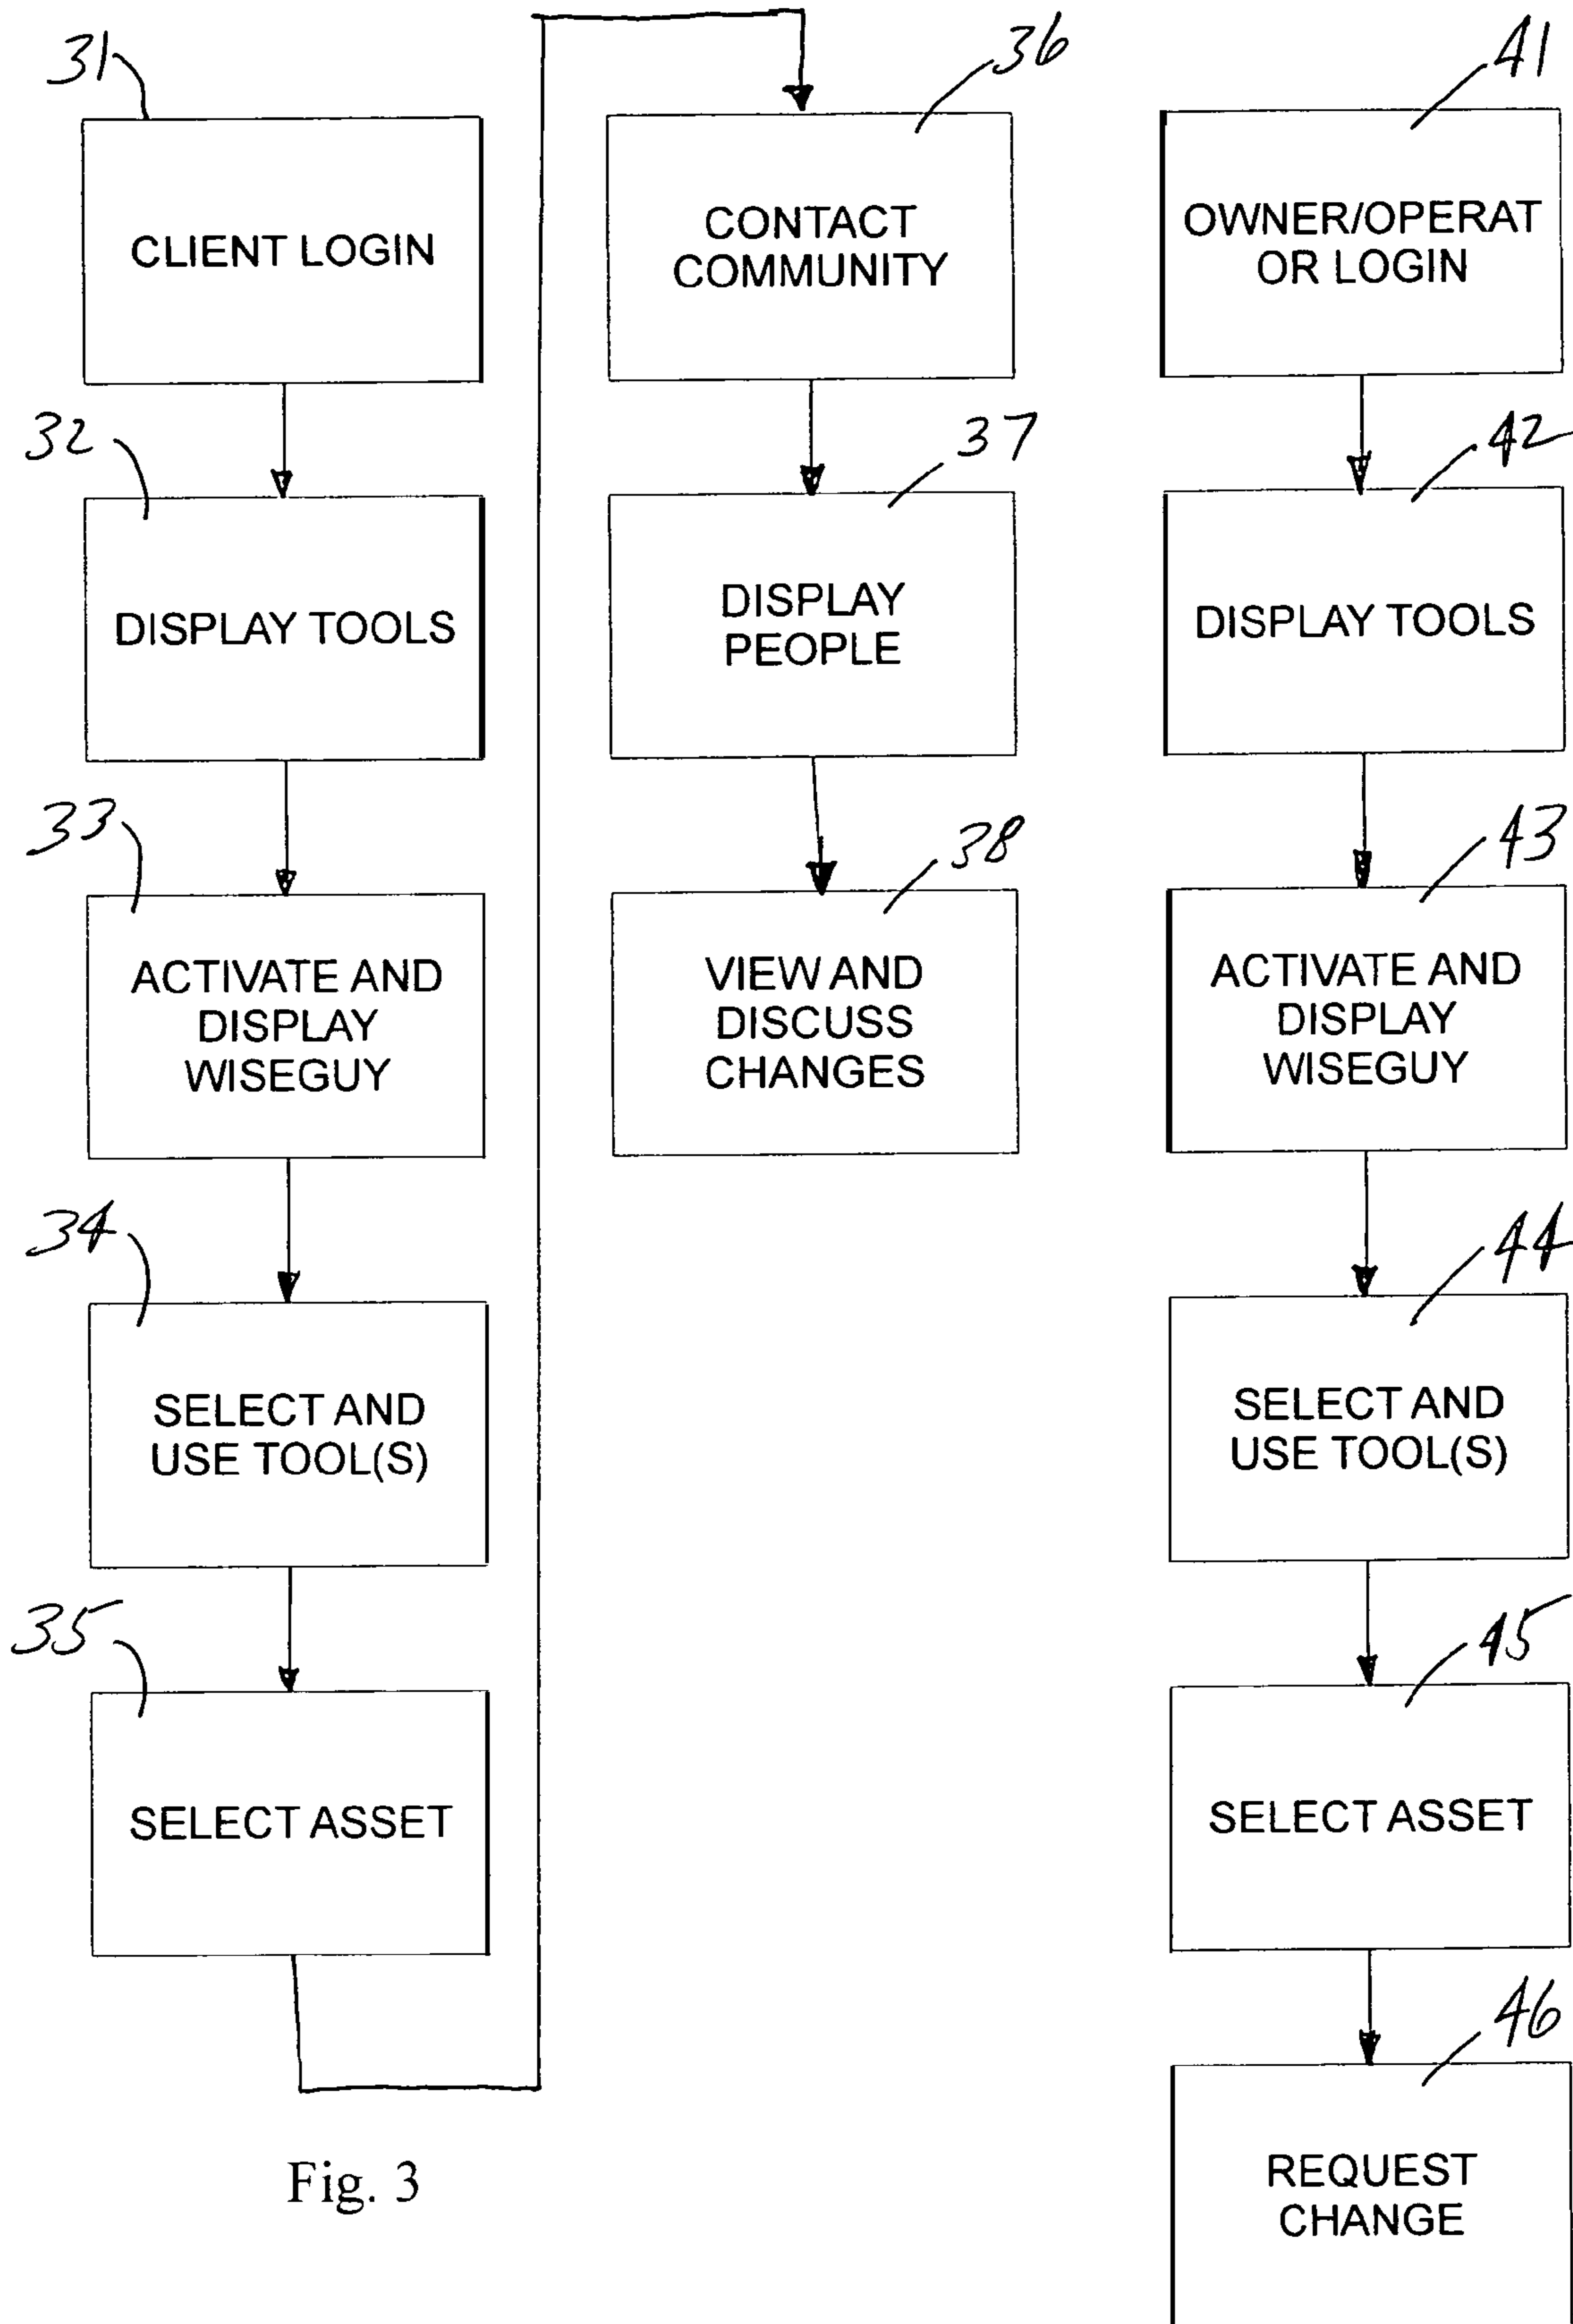 31
CLIENT LOGIN
32
DISPLAY TOOLS
33
ACTIVATE AND
DISPLAY
WISEGUY
34
SELECT AND
USE TOOL(S)
35
SELECT ASSET
Fig. 3
36
CONTACT
COMMUNITY
37
DISPLAY
PEOPLE
38
VIEW AND
DISCUSS
CHANGES
41
OWNER/OPERAT
OR LOGIN
42
DISPLAY TOOLS
43
ACTIVATE AND
DISPLAY
WISEGUY
44
SELECT AND
USE TOOL(S)
45
SELECT ASSET
46
REQUEST
CHANGE